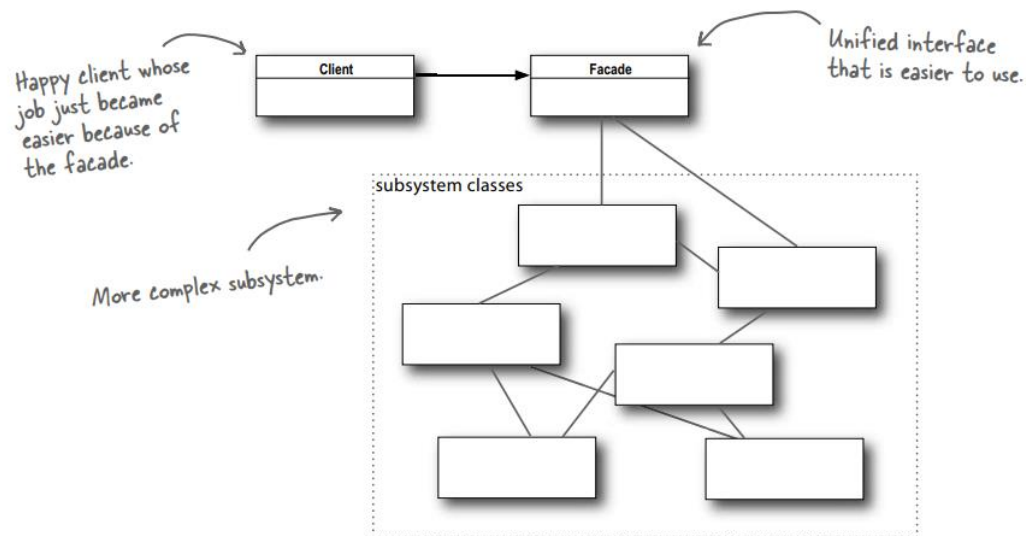 Happy client whose
job just became
easier because of
the facade.
Client
Facade
Unified interface
that is easier to use.
subsystem classes
More complex subsystem.